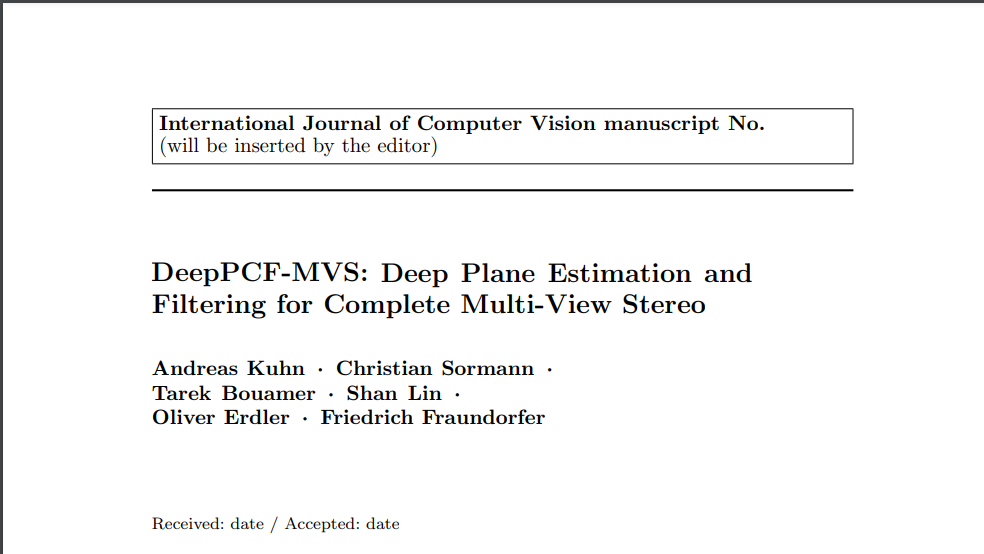 International Journal of Computer Vision manuscript No.
(will be inserted by the editor)
DeepPCF-MVS: Deep Plane Estimation and
Filtering for Complete Multi-View Stereo
Andreas Kuhn · Christian Sormann ·
Tarek Bouamer · Shan Lin ·
Oliver Erdler · Friedrich Fraundorfer
Received: date / Accepted: date